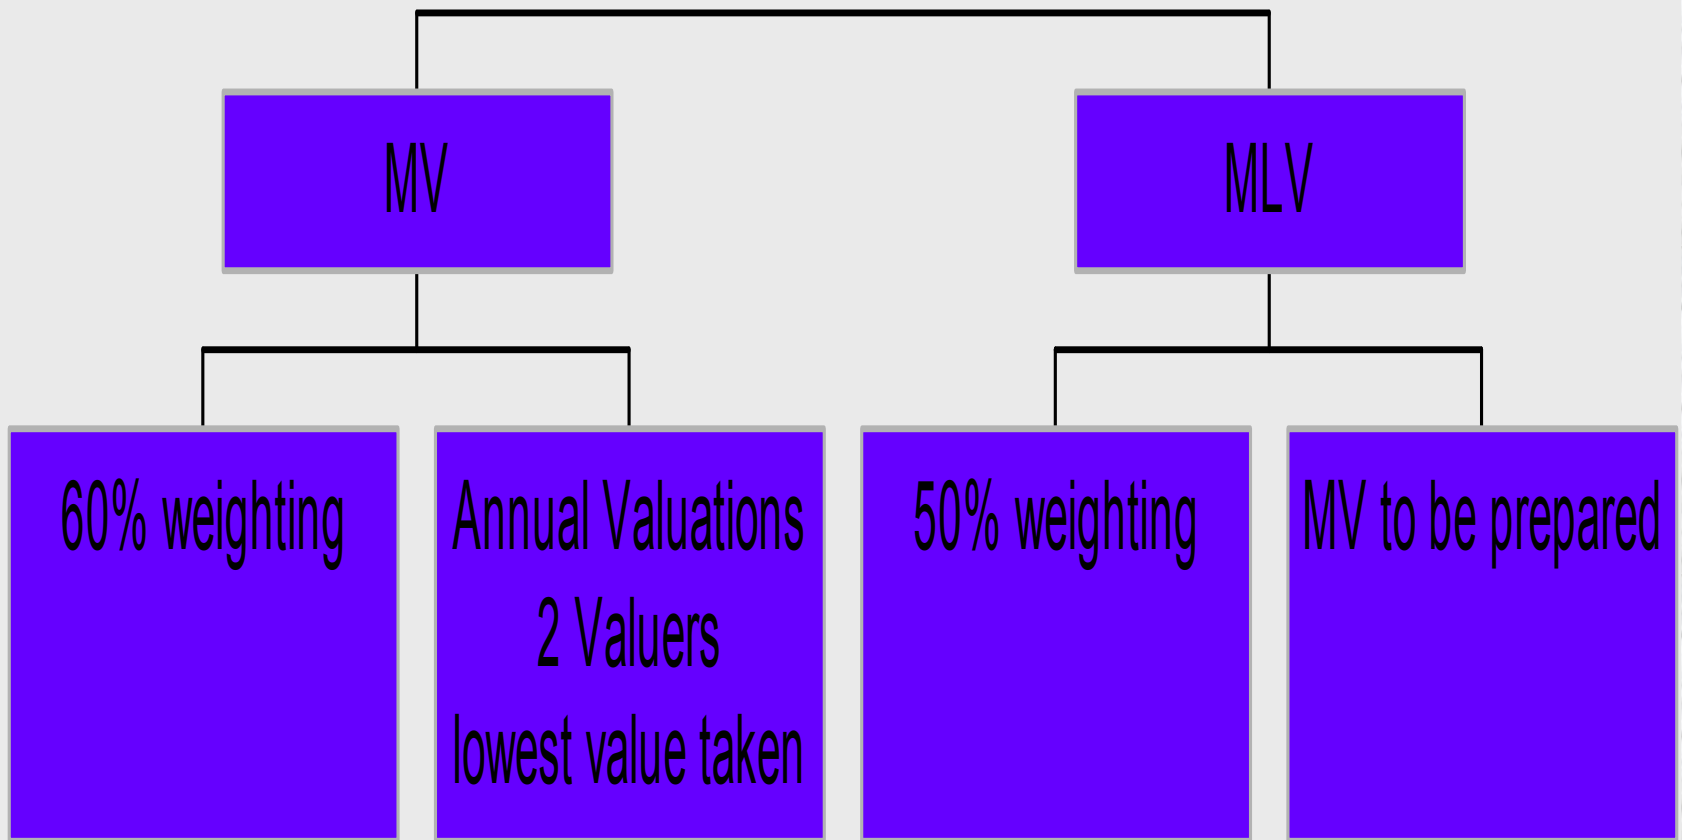 MV
MLV
60% weighting
Annual Valuations
2 Valuers
lowest value taken
50% weighting
MV to be prepared